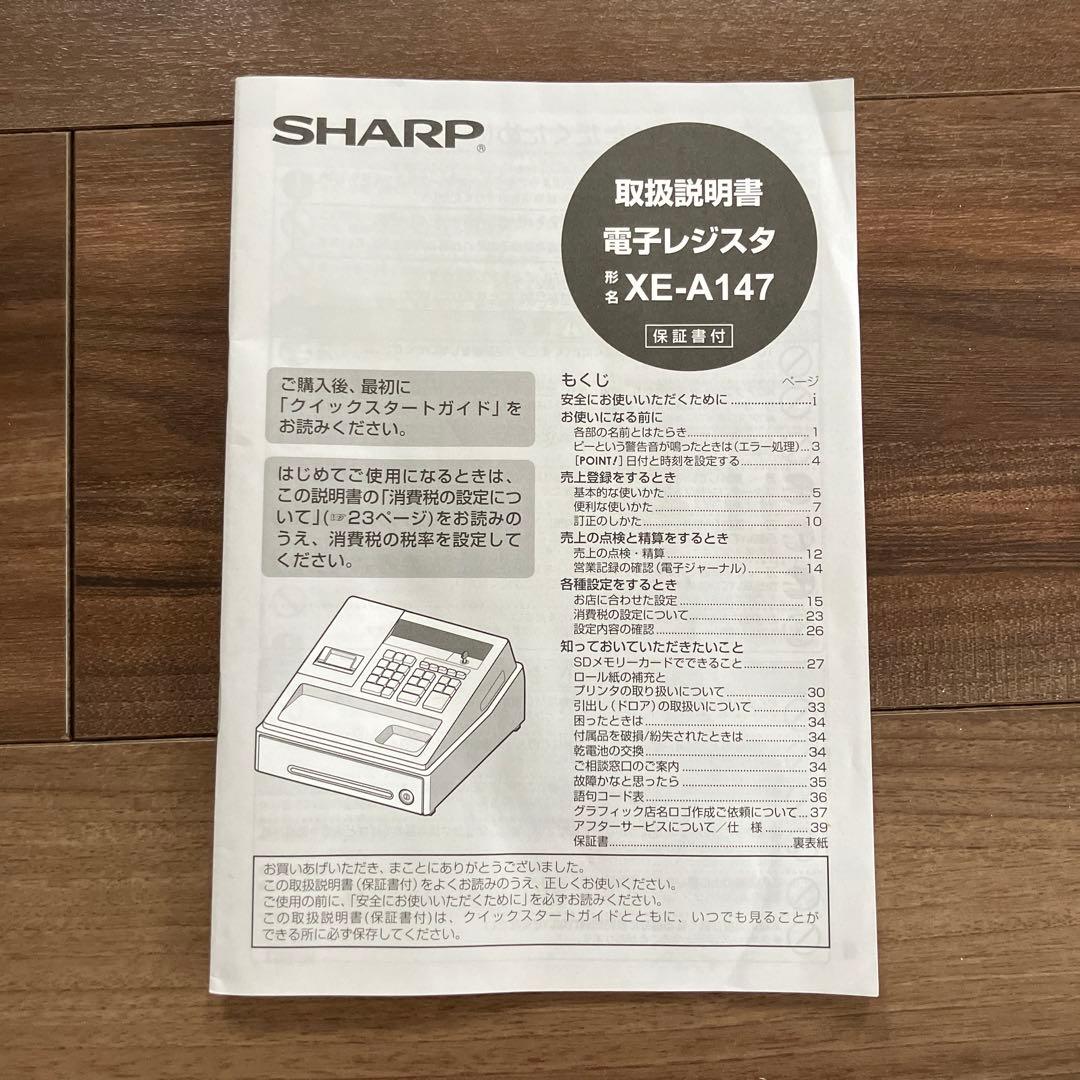 SHARP®
取扱説明書
電子レジスタ
形名 XE-A147
保証書付
ご購入後、最初に
「クイックスタートガイド」を
お読みください。
はじめてご使用になるときは、
この説明書の「消費税の設定につ
いて」(☞23ページ)をお読みの
うえ、消費税の税率を設定して
ください。
もくじ ページ
安全にお使いいただくために ......................i
お使いになる前に
各部の名前とはたらき................................. 1
ピーという警告音が鳴ったときは(エラー処理)... 3
[POINT!]日付と時刻を設定する................... 4
売上登録をするとき
基本的な使いかた ....................................... 5
便利な使いかた .......................................... 7
訂正のしかた............................................ 10
売上の点検と精算をするとき
売上の点検・精算 ..................................... 12
営業記録の確認(電子ジャーナル)................ 14
各種設定をするとき
お店に合わせた設定 ................................. 15
消費税の設定について.............................. 23
設定内容の確認 ........................................ 26
知っておいていただきたいこと
SDメモリーカードでできること................. 27
ロール紙の補充と
プリンタの取り扱いについて..................... 30
引出し(ドロア)の取扱いについて............... 33
困ったときは ........................................... 34
付属品を破損/紛失されたときは ................ 34
乾電池の交換........................................... 34
ご相談窓口のご案内 ................................. 34
故障かなと思ったら ................................. 35
語句コード表........................................... 36
グラフィック店名ロゴ作成ご依頼について... 37
アフターサービスについて/仕 様 ............. 39
保証書................................................裏表紙
お買いあげいただき、まことにありがとうございました。
この取扱説明書(保証書付)をよくお読みのうえ、正しくお使いください。
ご使用の前に、「安全にお使いいただくために」を必ずお読みください。
この取扱説明書(保証書付)は、クイックスタートガイドとともに、いつでも見ることが
できる所に必ず保存してください。